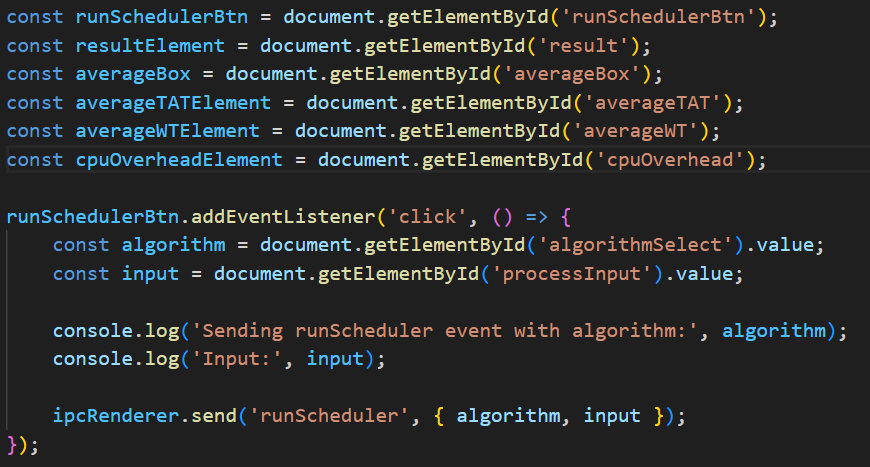 const runSchedulerBtn = document.getElementById('runSchedulerBtn');
const resultElement = document.getElementById('result');
const averageBox = document.getElementById('averageBox');
const averageTATElement = document.getElementById('averageTAT');
const averageWTElement = document.getElementById('averageWT');
const cpuOverheadElement = document.getElementById('cpuOverhead');

runSchedulerBtn.addEventListener('click', () => {
    const algorithm = document.getElementById('algorithmSelect').value;
    const input = document.getElementById('processInput').value;

    console.log('Sending runScheduler event with algorithm:', algorithm);
    console.log('Input:', input);

    ipcRenderer.send('runScheduler', { algorithm, input });
});